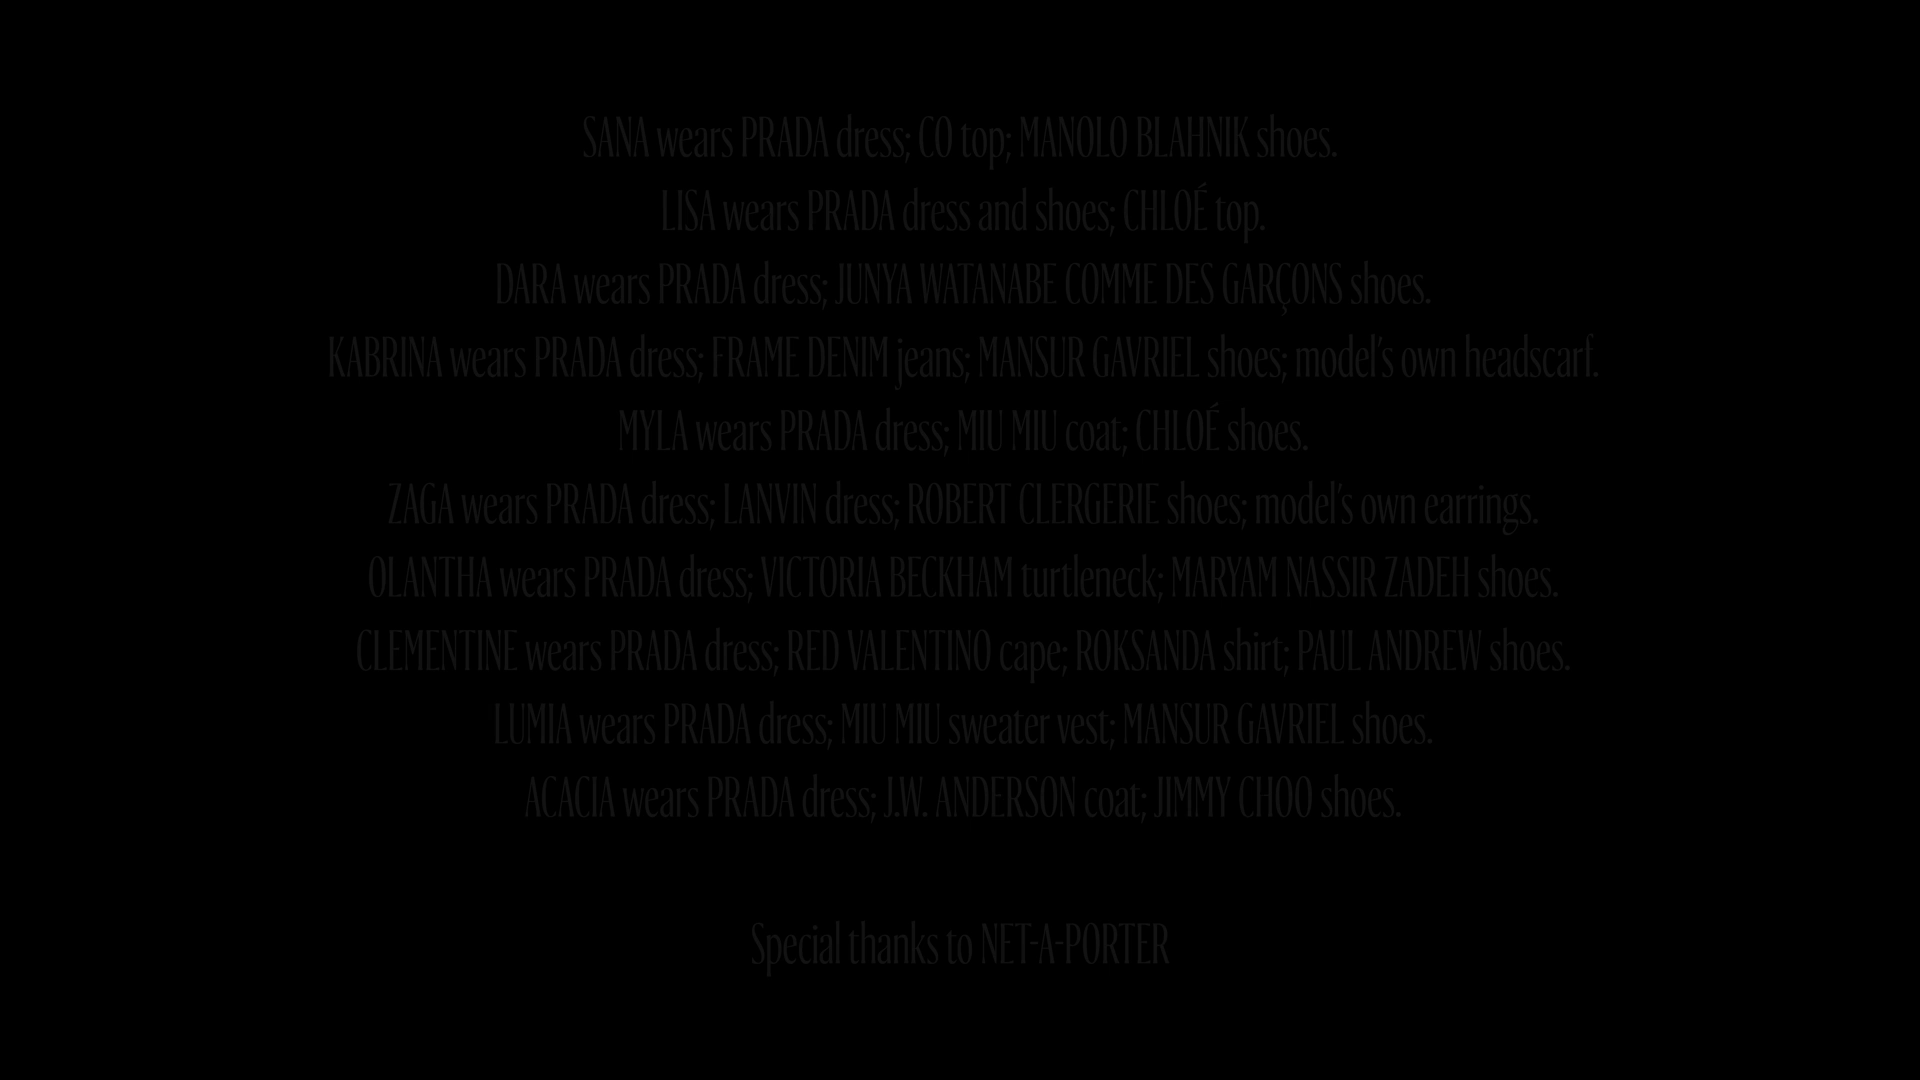 SANA wears PRADA dress; CO top; MANOLO BLAHNIK shoes.
LISA wears PRADA dress and shoes; CHLOÉ top.
DARA wears PRADA dress; JUNYA WATANABE COMME DES GARÇONS shoes.
KABRINA wears PRADA dress; FRAME DENIM jeans; MANSUR GAVRIEL shoes; model’s own headscarf.
MYLA wears PRADA dress; MIU MIU coat; CHLOÉ shoes.
ZAGA wears PRADA dress; LANVIN dress; ROBERT CLERGERIE shoes; model’s own earrings.
OLANTHA wears PRADA dress; VICTORIA BECKHAM turtleneck; MARYAM NASSIR ZADEH shoes.
CLEMENTINE wears PRADA dress; RED VALENTINO cape; ROKSANDA shirt; PAUL ANDREW shoes.
LUMIA wears PRADA dress; MIU MIU sweater vest; MANSUR GAVRIEL shoes.
ACACIA wears PRADA dress; J.W. ANDERSON coat; JIMMY CHOO shoes.
Special thanks to NET-A-PORTER